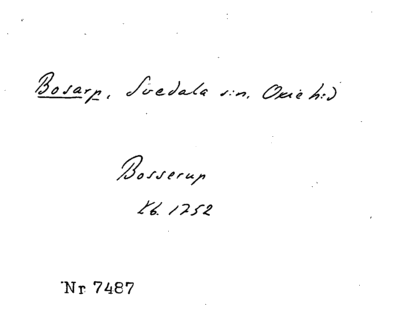 Bosarp, Svedala s:n, Oxie h:d
Bosserup
Kb. 1752
Nr 7487